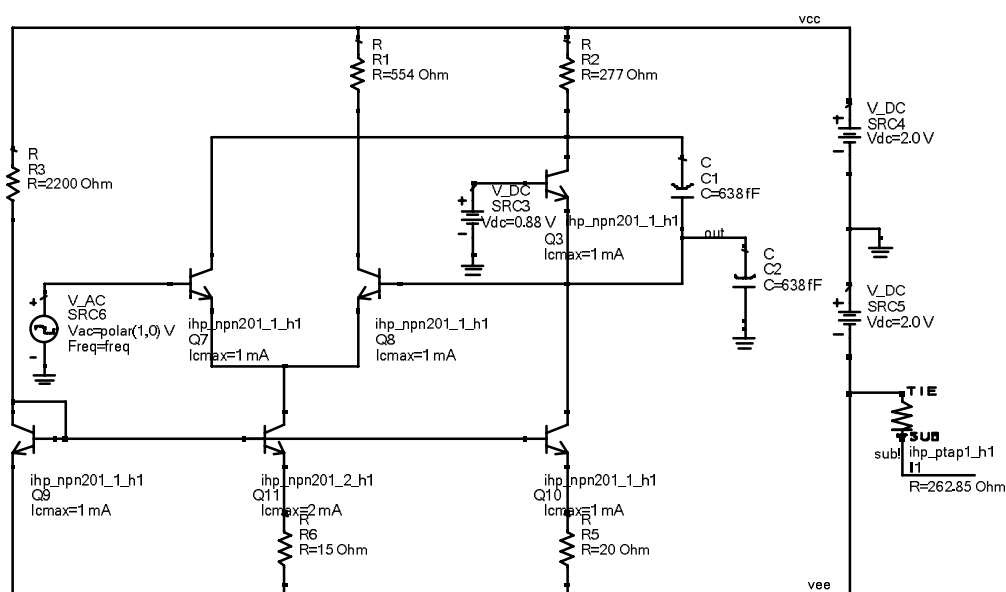 vcc
R
R1
R=554 Ohm
R
R2
R=277 Ohm
V_DC
SRC4
Vdc=2.0 V
R
R3
R=2200 Ohm
C
C1
C=638 fF
V_DC
SRC3
Vdc=0.88 V
ihp_npn201_1_h1
Q3
Icmax=1 mA
out
C
C2
C=638 fF
V_DC
SRC5
Vdc=2.0 V
V_AC
SRC6
Vac=polar(1,0) V
Freq=freq
ihp_npn201_1_h1
Q7
Icmax=1 mA
ihp_npn201_1_h1
Q8
Icmax=1 mA
TIE
SUB
sub!
ihp_ptap1_h1
I1
R=262.85 Ohm
ihp_npn201_1_h1
Q9
Icmax=1 mA
ihp_npn201_2_h1
Q11
Icmax=2 mA
R
R6
R=15 Ohm
ihp_npn201_1_h1
Q10
Icmax=1 mA
R
R5
R=20 Ohm
vee